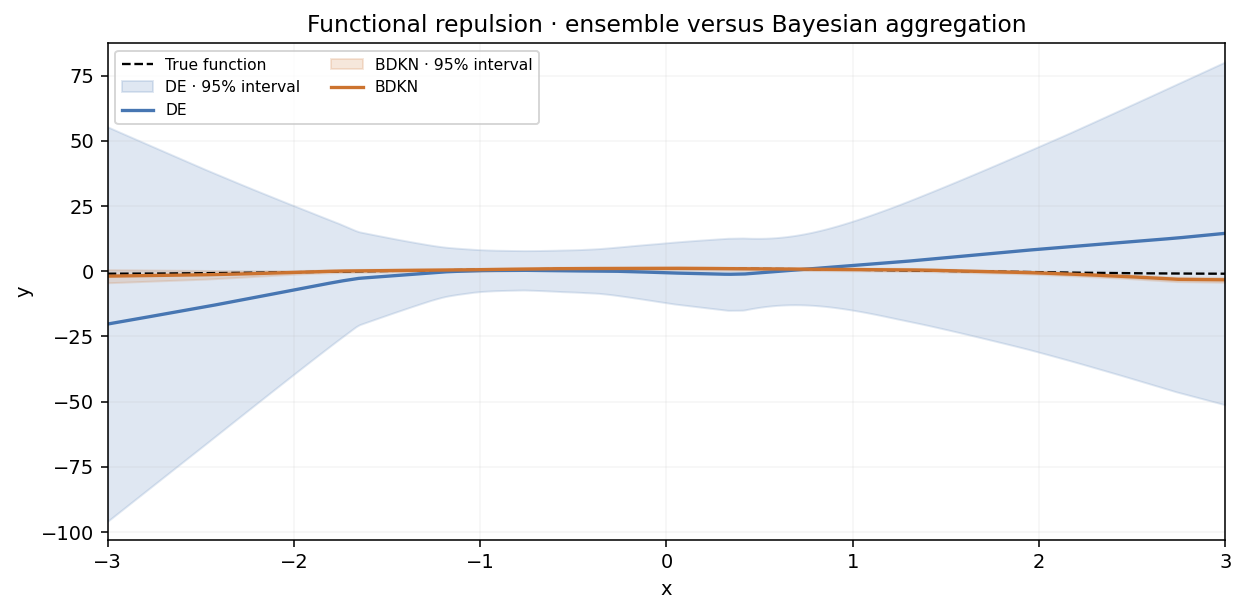 Functional repulsion · ensemble versus Bayesian aggregation
True function
DE · 95% interval
DE
BDKN · 95% interval
BDKN
75
50
25
0
−25
−50
−75
−100
y
−3
−2
−1
0
1
2
3
x